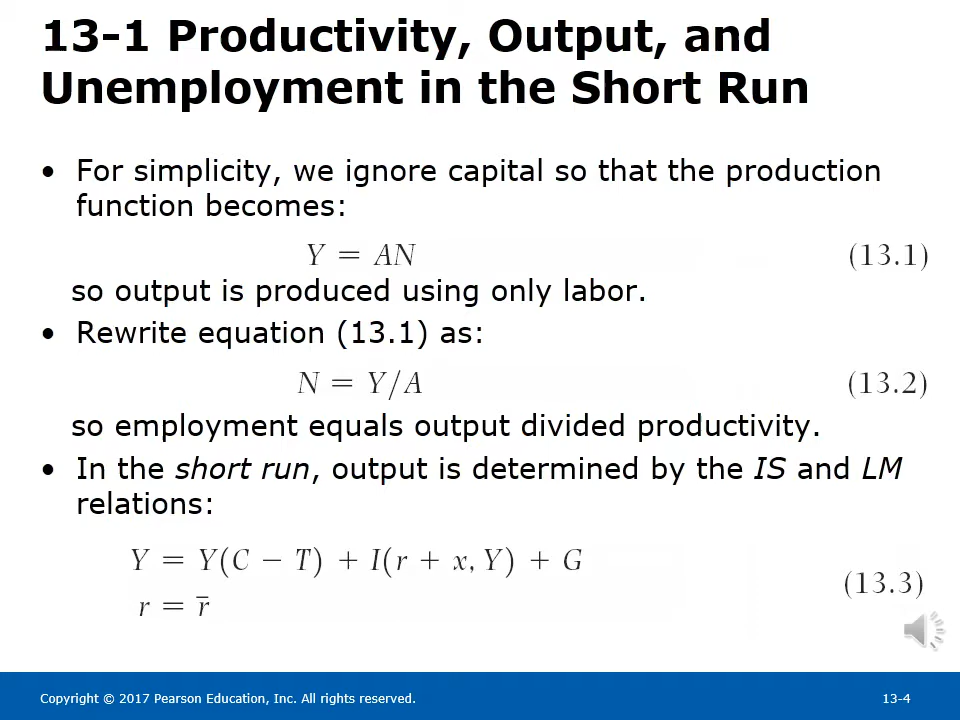 13-1 Productivity, Output, and
Unemployment in the Short Run
• For simplicity, we ignore capital so that the production
function becomes:
Y = AN (13.1)
so output is produced using only labor.
• Rewrite equation (13.1) as:
N = Y/A (13.2)
so employment equals output divided productivity.
• In the short run, output is determined by the IS and LM
relations:
Y = Y(C − T) + I(r + x, Y) + G
(13.3)
r = r̄
Copyright © 2017 Pearson Education, Inc. All rights reserved. 13-4